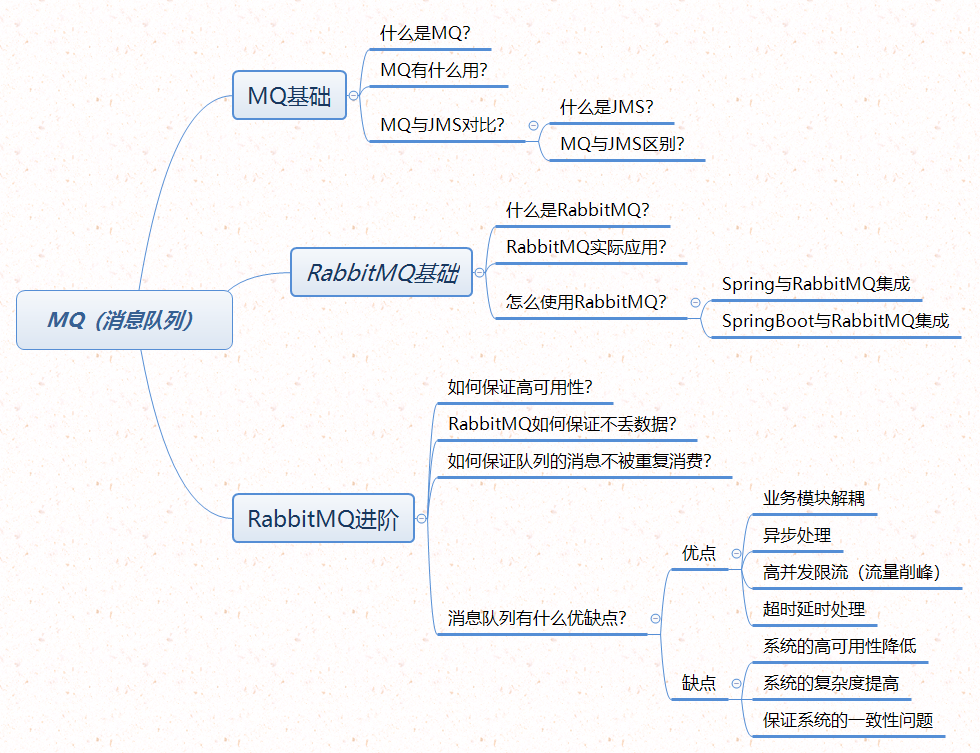 什么是MQ？
MQ有什么用？
MQ基础
什么是JMS？
MQ与JMS对比？
MQ与JMS区别？
什么是RabbitMQ？
RabbitMQ实际应用？
RabbitMQ基础
Spring与RabbitMQ集成
怎么使用RabbitMQ？
SpringBoot与RabbitMQ集成
MQ（消息队列）
如何保证高可用性？
RabbitMQ如何保证不丢数据？
如何保证队列的消息不被重复消费？
RabbitMQ进阶
业务模块解耦
异步处理
优点
高并发限流（流量削峰）
超时延时处理
消息队列有什么优缺点？
系统的高可用性降低
缺点
系统的复杂度提高
保证系统的一致性问题